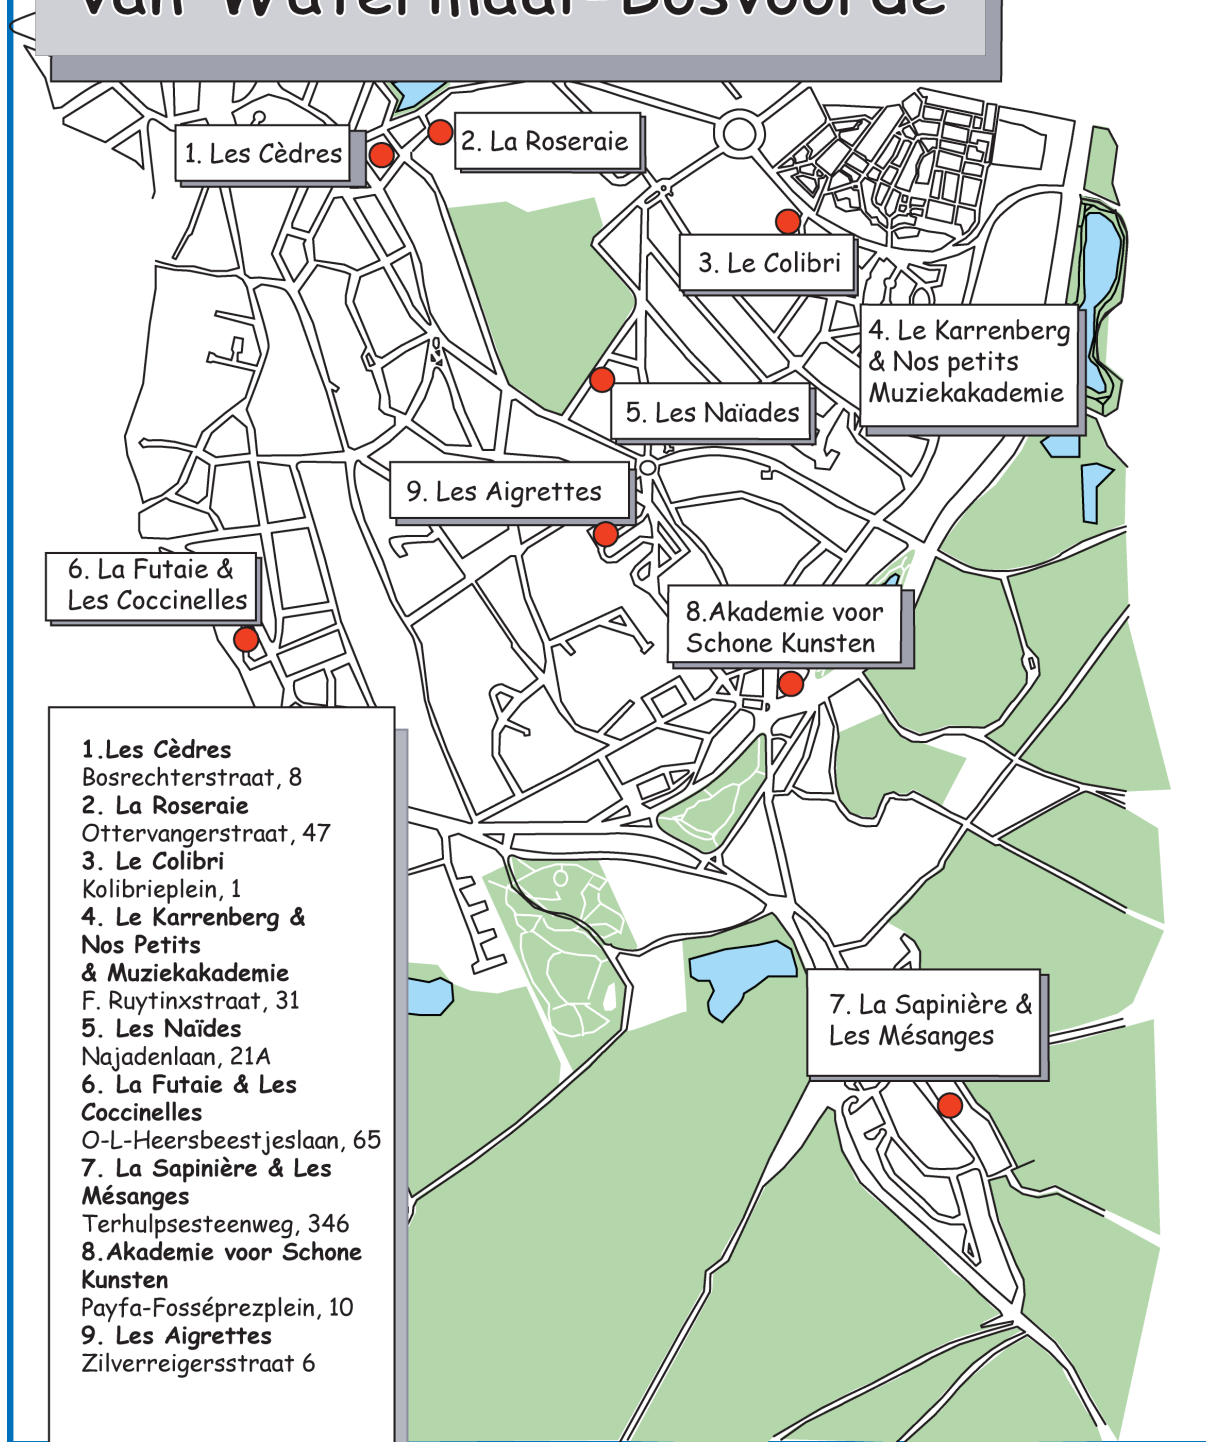 van Watermaal-Bosvoorde
1. Les Cèdres
2. La Roseraie
3. Le Colibri
4. Le Karrenberg
& Nos petits
Muziekakademie
5. Les Naïades
9. Les Aigrettes
6. La Futaie &
Les Coccinelles
8.Akademie voor
Schone Kunsten
7. La Sapinière &
Les Mésanges
1.Les Cèdres
Bosrechterstraat, 8
2. La Roseraie
Ottervangerstraat, 47
3. Le Colibri
Kolibrieplein, 1
4. Le Karrenberg &
Nos Petits
& Muziekakademie
F. Ruytinxstraat, 31
5. Les Naïdes
Najadenlaan, 21A
6. La Futaie & Les
Coccinelles
O-L-Heersbeestjeslaan, 65
7. La Sapinière & Les
Mésanges
Terhulpsesteenweg, 346
8.Akademie voor Schone
Kunsten
Payfa-Fosséprezplein, 10
9. Les Aigrettes
Zilverreigersstraat 6